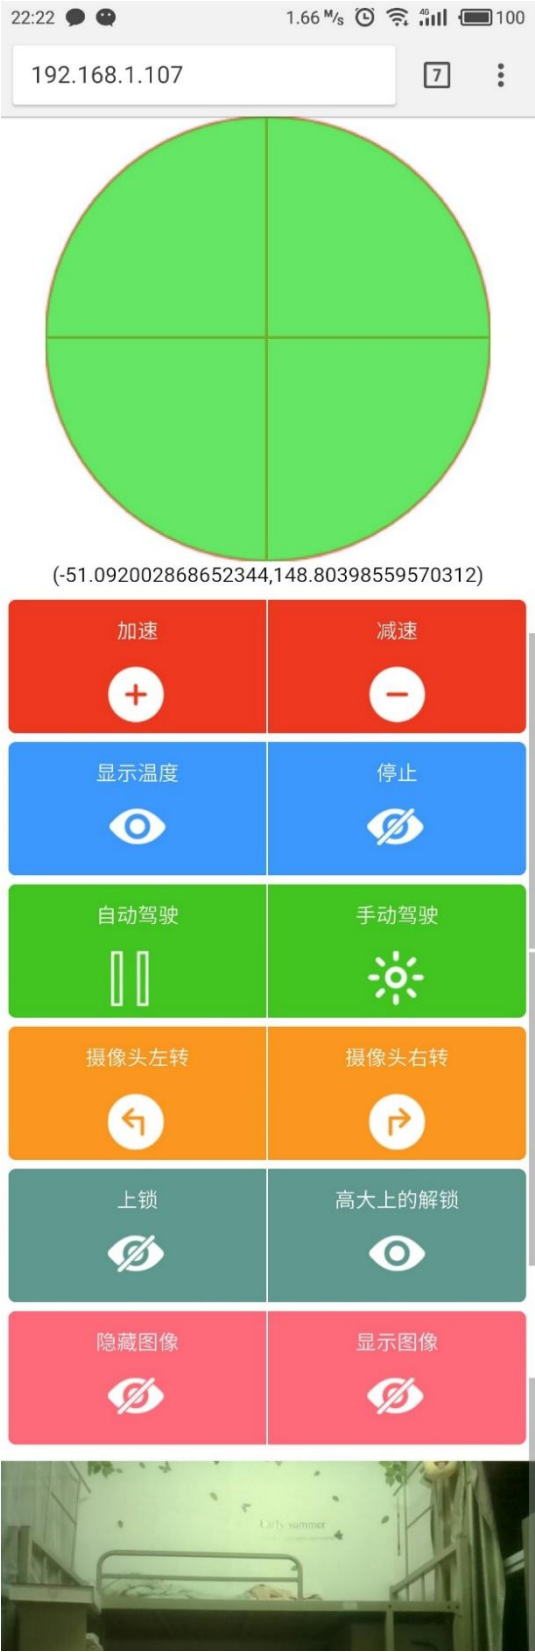 22:22
1.66 M/s 4G 100
192.168.1.107
7
(-51.092002868652344,148.80398559570312)
加速 减速
显示温度 停止
自动驾驶 手动驾驶
摄像头左转 摄像头右转
上锁 高大上的解锁
隐藏图像 显示图像
Early summer